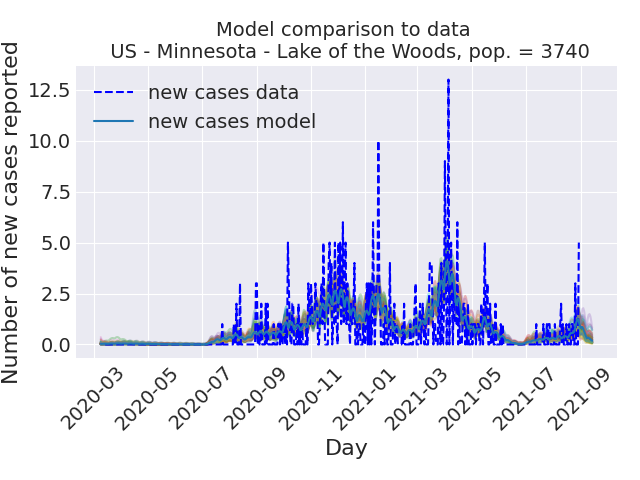 Model comparison to data
US - Minnesota - Lake of the Woods, pop. = 3740
Number of new cases reported
12.5
10.0
7.5
5.0
2.5
0.0
new cases data
new cases model
2020-03
2020-05
2020-07
2020-09
2020-11
2021-01
2021-03
2021-05
2021-07
2021-09
Day